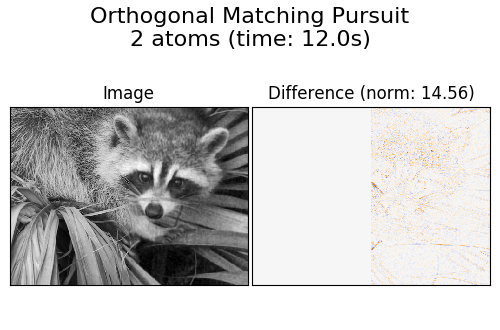 Orthogonal Matching Pursuit
2 atoms (time: 12.0s)
Image
Difference (norm: 14.56)